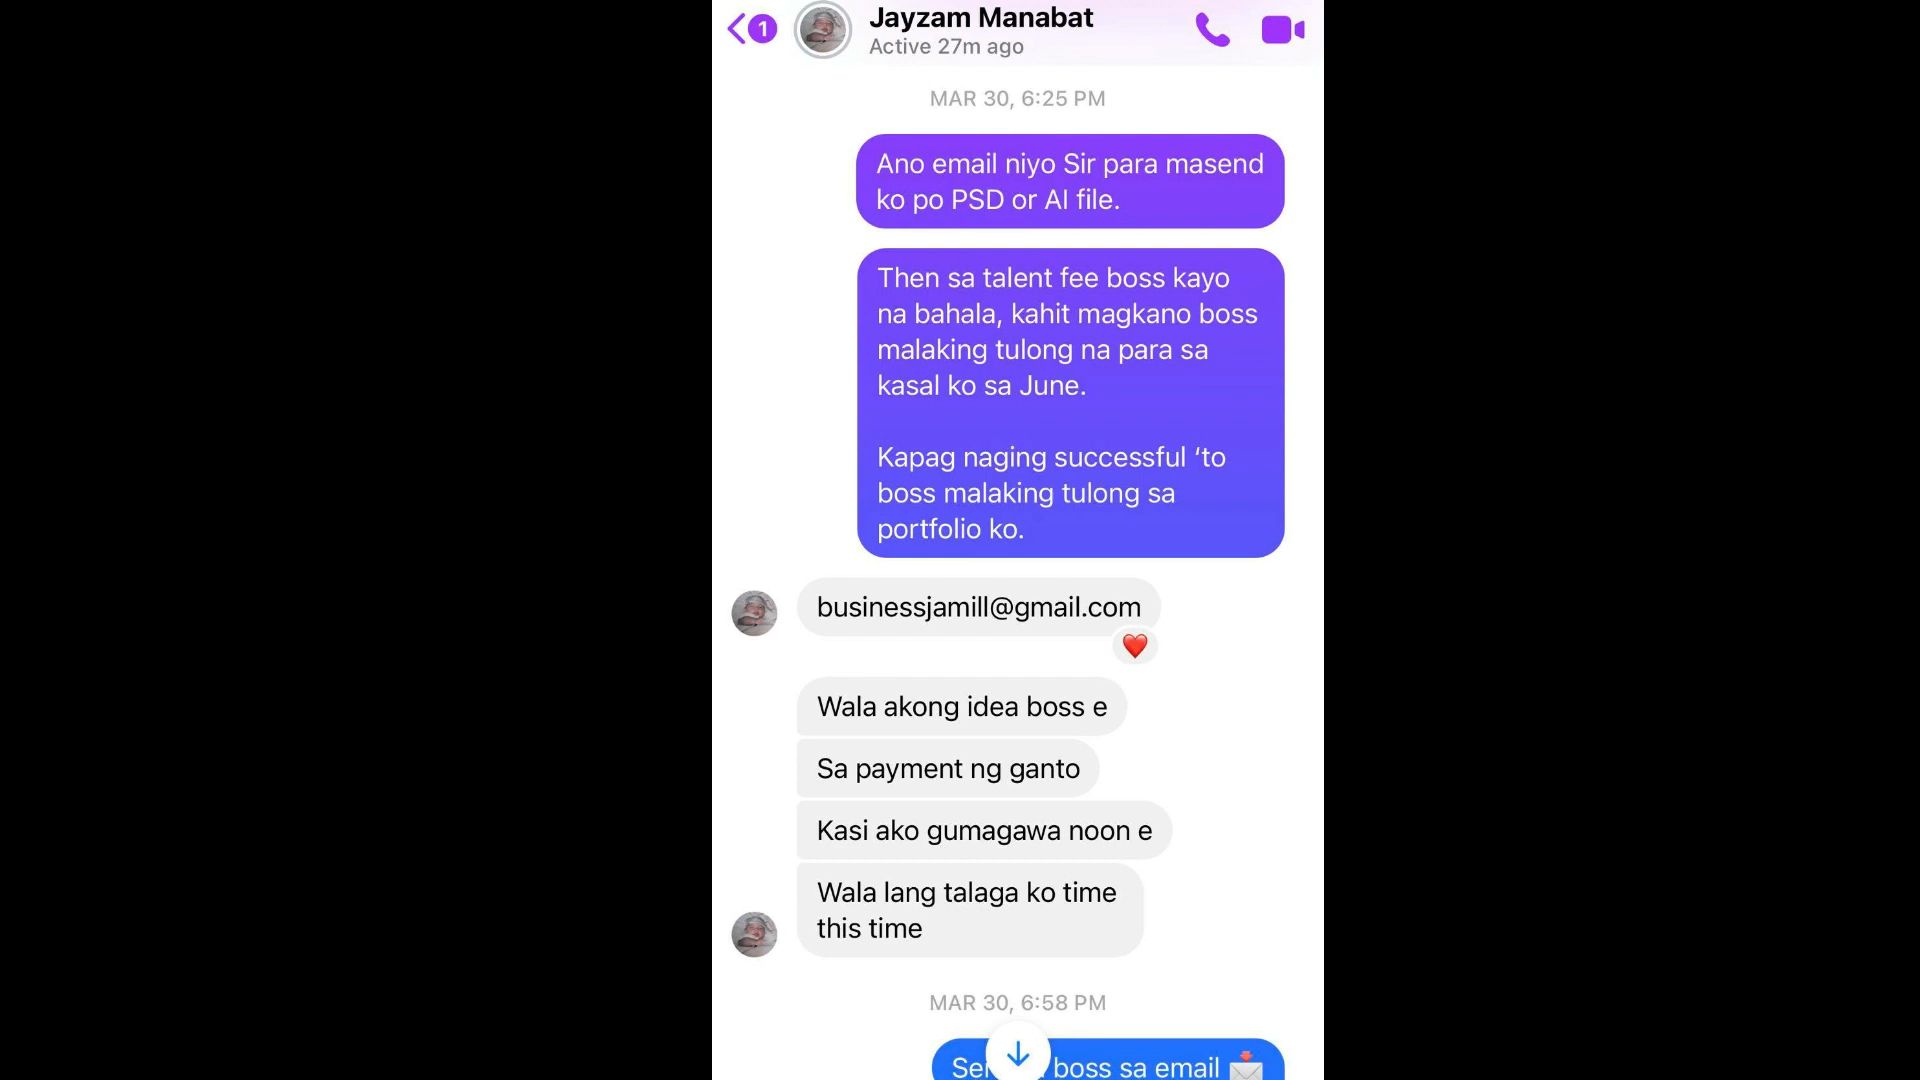 1
Jayzam Manabat
Active 27m ago
MAR 30, 6:25 PM
Ano email niyo Sir para masend
ko po PSD or AI file.
Then sa talent fee boss kayo
na bahala, kahit magkano boss
malaking tulong na para sa
kasal ko sa June.
Kapag naging successful ‘to
boss malaking tulong sa
portfolio ko.
businessjamill@gmail.com
Wala akong idea boss e
Sa payment ng ganto
Kasi ako gumagawa noon e
Wala lang talaga ko time
this time
MAR 30, 6:58 PM
boss sa email